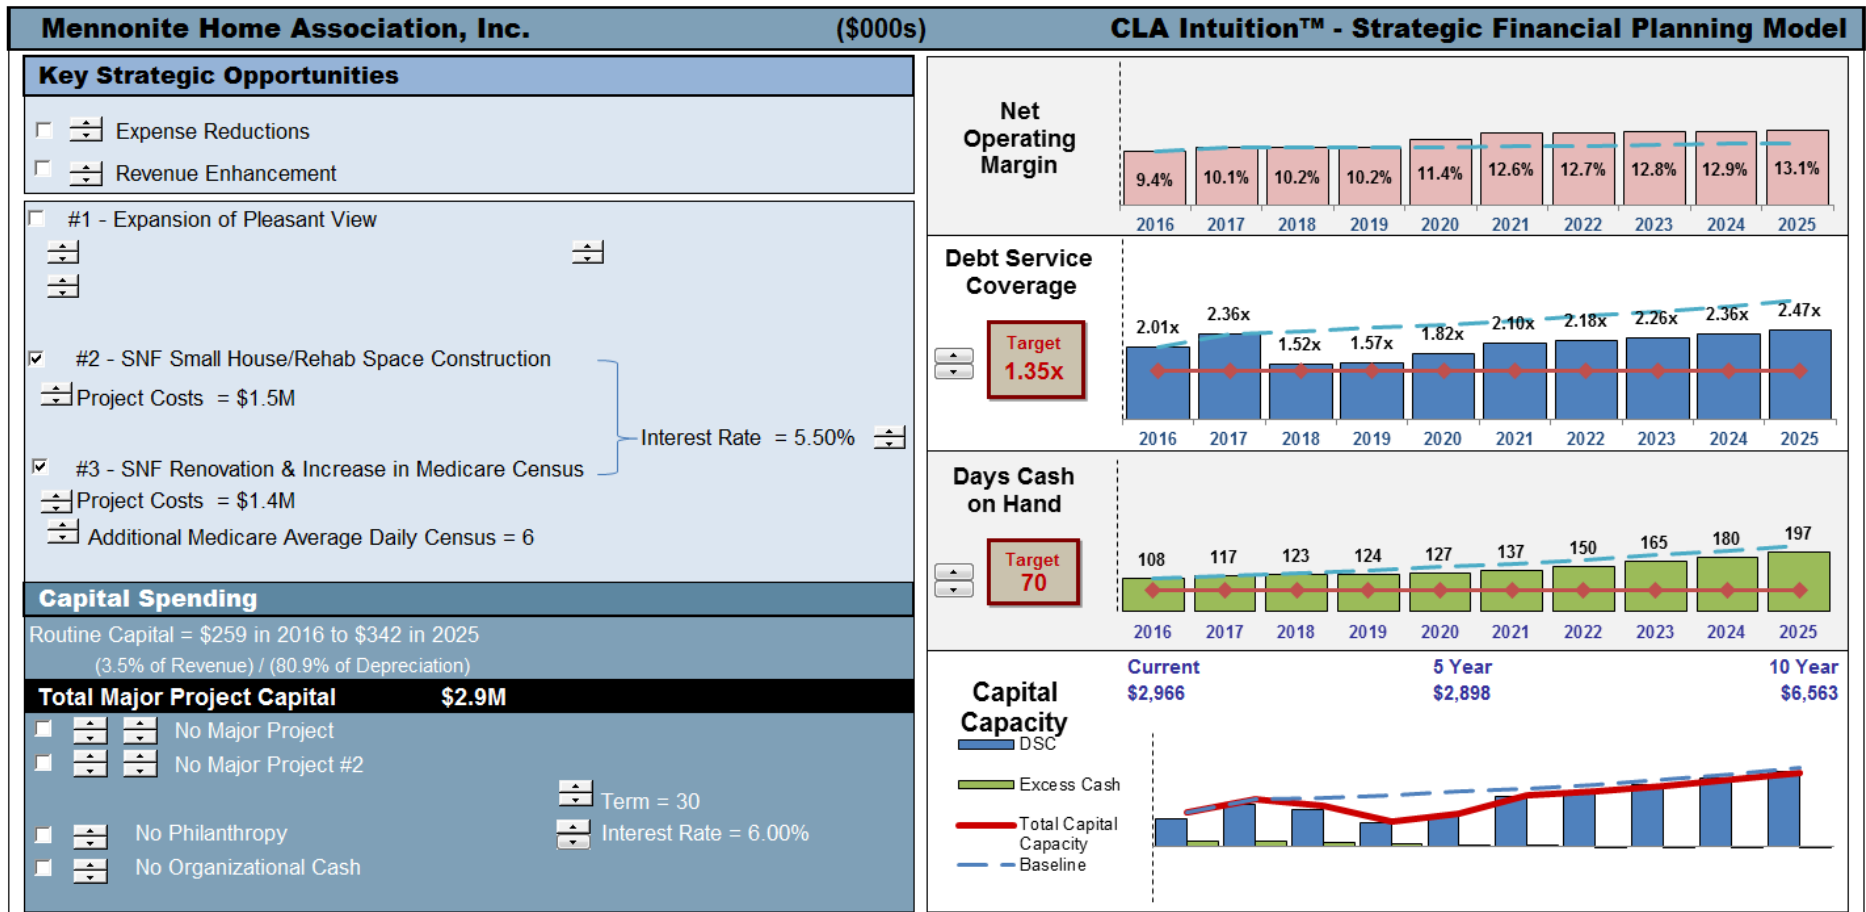 Mennonite Home Association, Inc.
($000s)
CLA Intuition™ - Strategic Financial Planning Model
Key Strategic Opportunities
Expense Reductions
Revenue Enhancement
#1 - Expansion of Pleasant View
#2 - SNF Small House/Rehab Space Construction
Project Costs = $1.5M
Interest Rate = 5.50%
#3 - SNF Renovation & Increase in Medicare Census
Project Costs = $1.4M
Additional Medicare Average Daily Census = 6
Capital Spending
Routine Capital = $259 in 2016 to $342 in 2025
(3.5% of Revenue) / (80.9% of Depreciation)
Total Major Project Capital $2.9M
No Major Project
No Major Project #2
Term = 30
No Philanthropy
Interest Rate = 6.00%
No Organizational Cash
Net
Operating
Margin
9.4% 10.1% 10.2% 10.2% 11.4% 12.6% 12.7% 12.8% 12.9% 13.1%
2016 2017 2018 2019 2020 2021 2022 2023 2024 2025
Debt Service
Coverage
Target
1.35x
2.01x 2.36x 1.52x 1.57x 1.82x 2.10x 2.18x 2.26x 2.36x 2.47x
2016 2017 2018 2019 2020 2021 2022 2023 2024 2025
Days Cash
on Hand
Target
70
108 117 123 124 127 137 150 165 180 197
2016 2017 2018 2019 2020 2021 2022 2023 2024 2025
Capital
Capacity
Current 5 Year 10 Year
$2,966 $2,898 $6,563
DSC
Excess Cash
Total Capital
Capacity
Baseline